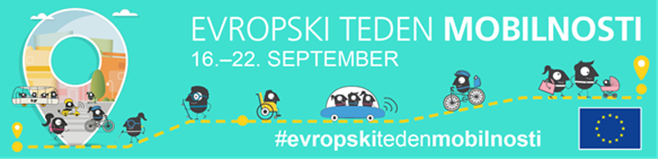 EVROPSKI TEDEN MOBILNOSTI
16.–22. SEPTEMBER
#evropskitedenmobilnosti